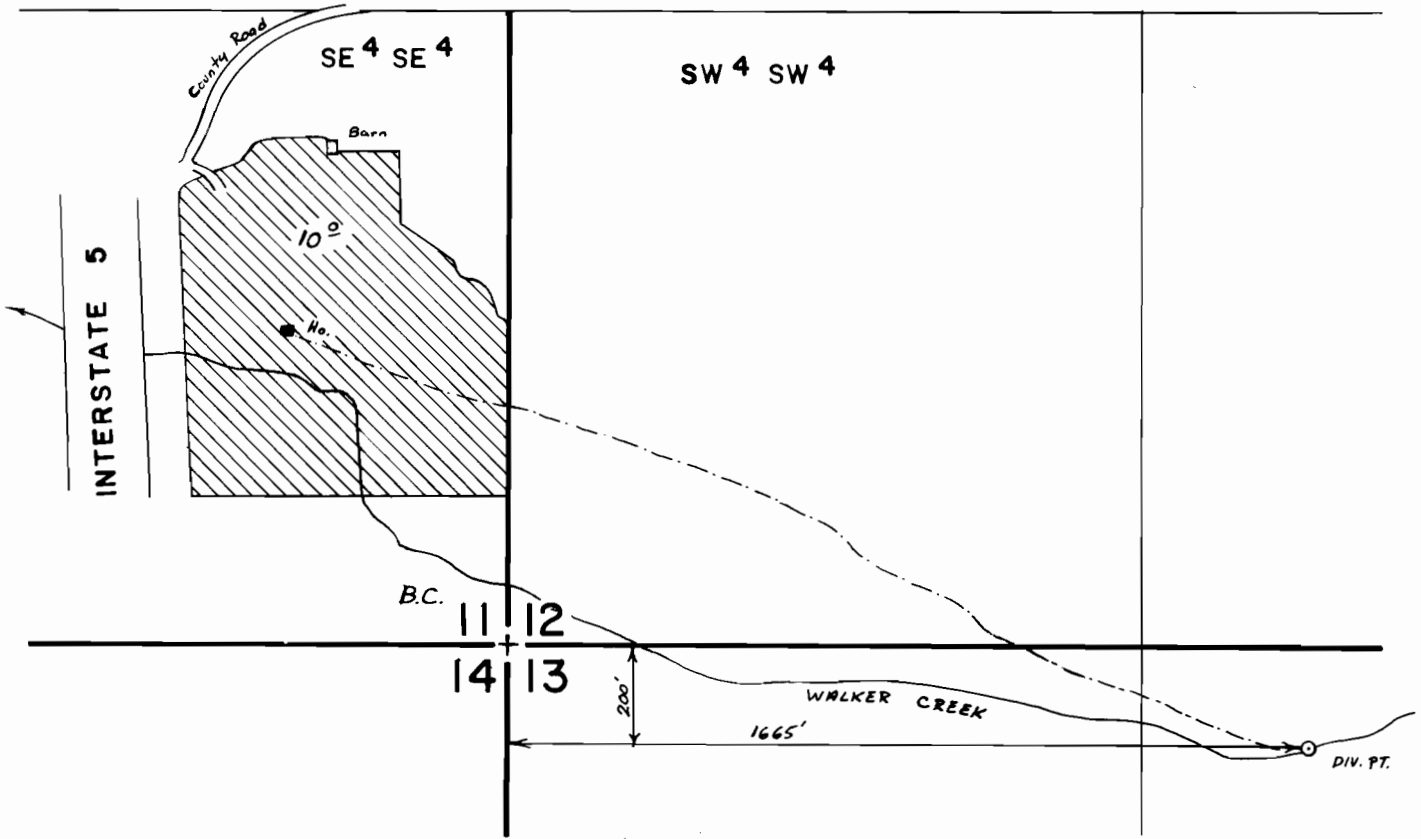 County Road
SE 4 SE 4
SW 4 SW 4
Barn
10 º
INTERSTATE 5
Ho.
B.C.
11 12
14 13
200'
WALKER CREEK
1665'
DIV. PT.